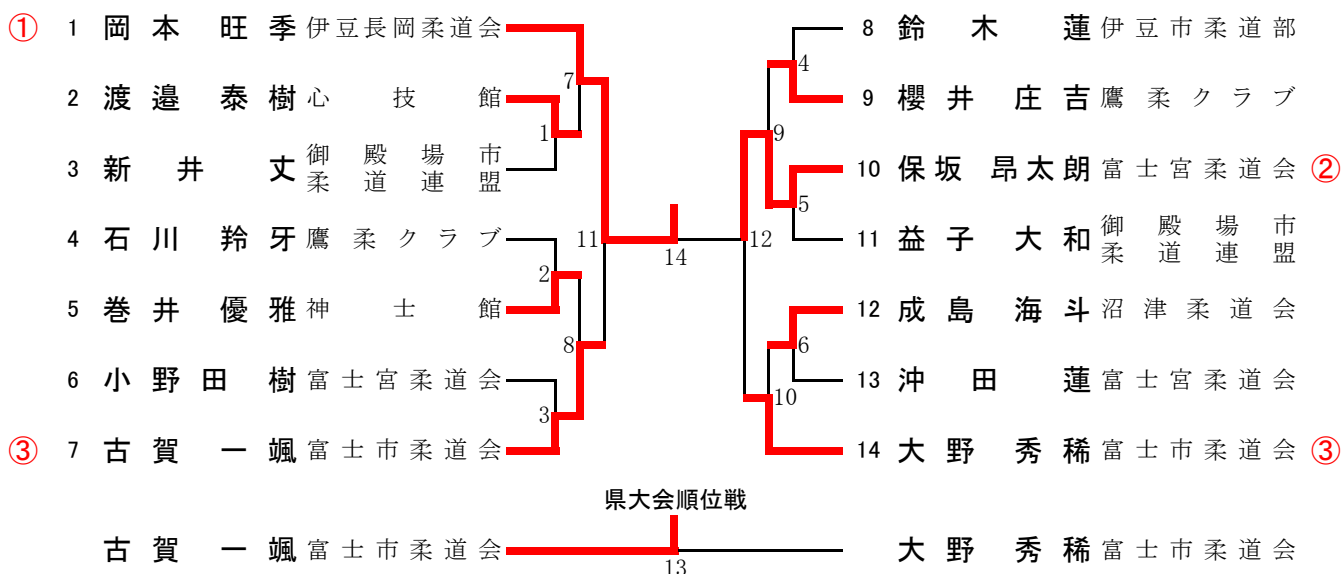 ① 1 岡本旺季 伊豆長岡柔道会
2 渡邉泰樹 心技館
3 新井丈 御殿場市柔道連盟
4 石川羚牙 鷹柔クラブ
5 巻井優雅 神士館
6 小野田樹 富士宮柔道会
③ 7 古賀一颯 富士市柔道会
7
1
11
2
8
3
14
8 鈴木蓮 伊豆市柔道部
9 櫻井庄吉 鷹柔クラブ
10 保坂昂太朗 富士宮柔道会 ②
11 益子大和 御殿場市柔道連盟
12 成島海斗 沼津柔道会
13 沖田蓮 富士宮柔道会
14 大野秀稀 富士市柔道会 ③
4
9
5
12
6
10
県大会順位戦
古賀一颯 富士市柔道会
13
大野秀稀 富士市柔道会